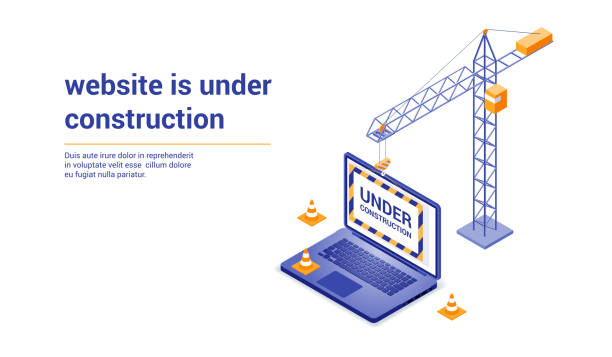 website is under
construction
Duis aute irure dolor in reprehenderit
in voluptate velit esse  cillum dolore
eu fugiat nulla pariatur.
UNDER
CONSTRUCTION